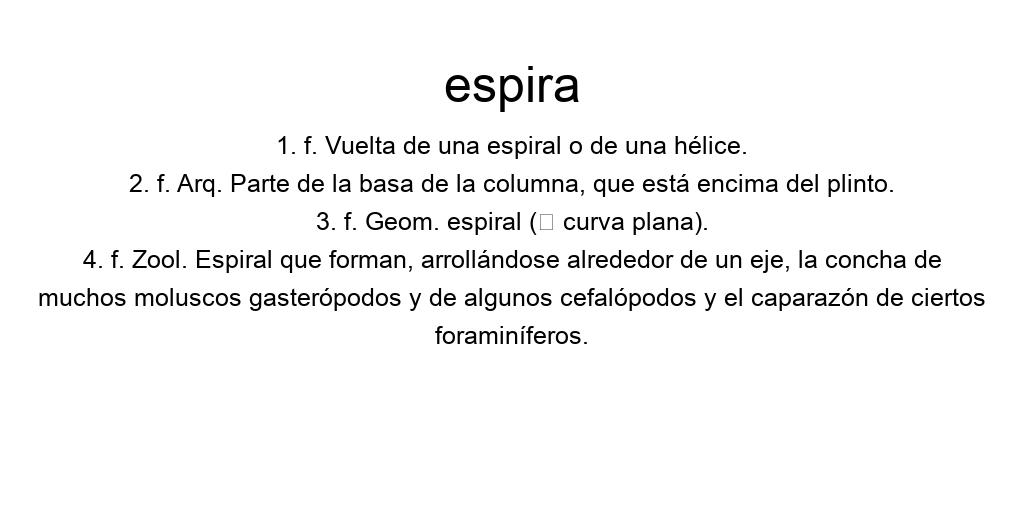 espira
1. f. Vuelta de una espiral o de una hélice.
2. f. Arq. Parte de la basa de la columna, que está encima del plinto.
3. f. Geom. espiral (□ curva plana).
4. f. Zool. Espiral que forman, arrollándose alrededor de un eje, la concha de
muchos moluscos gasterópodos y de algunos cefalópodos y el caparazón de ciertos
foraminíferos.